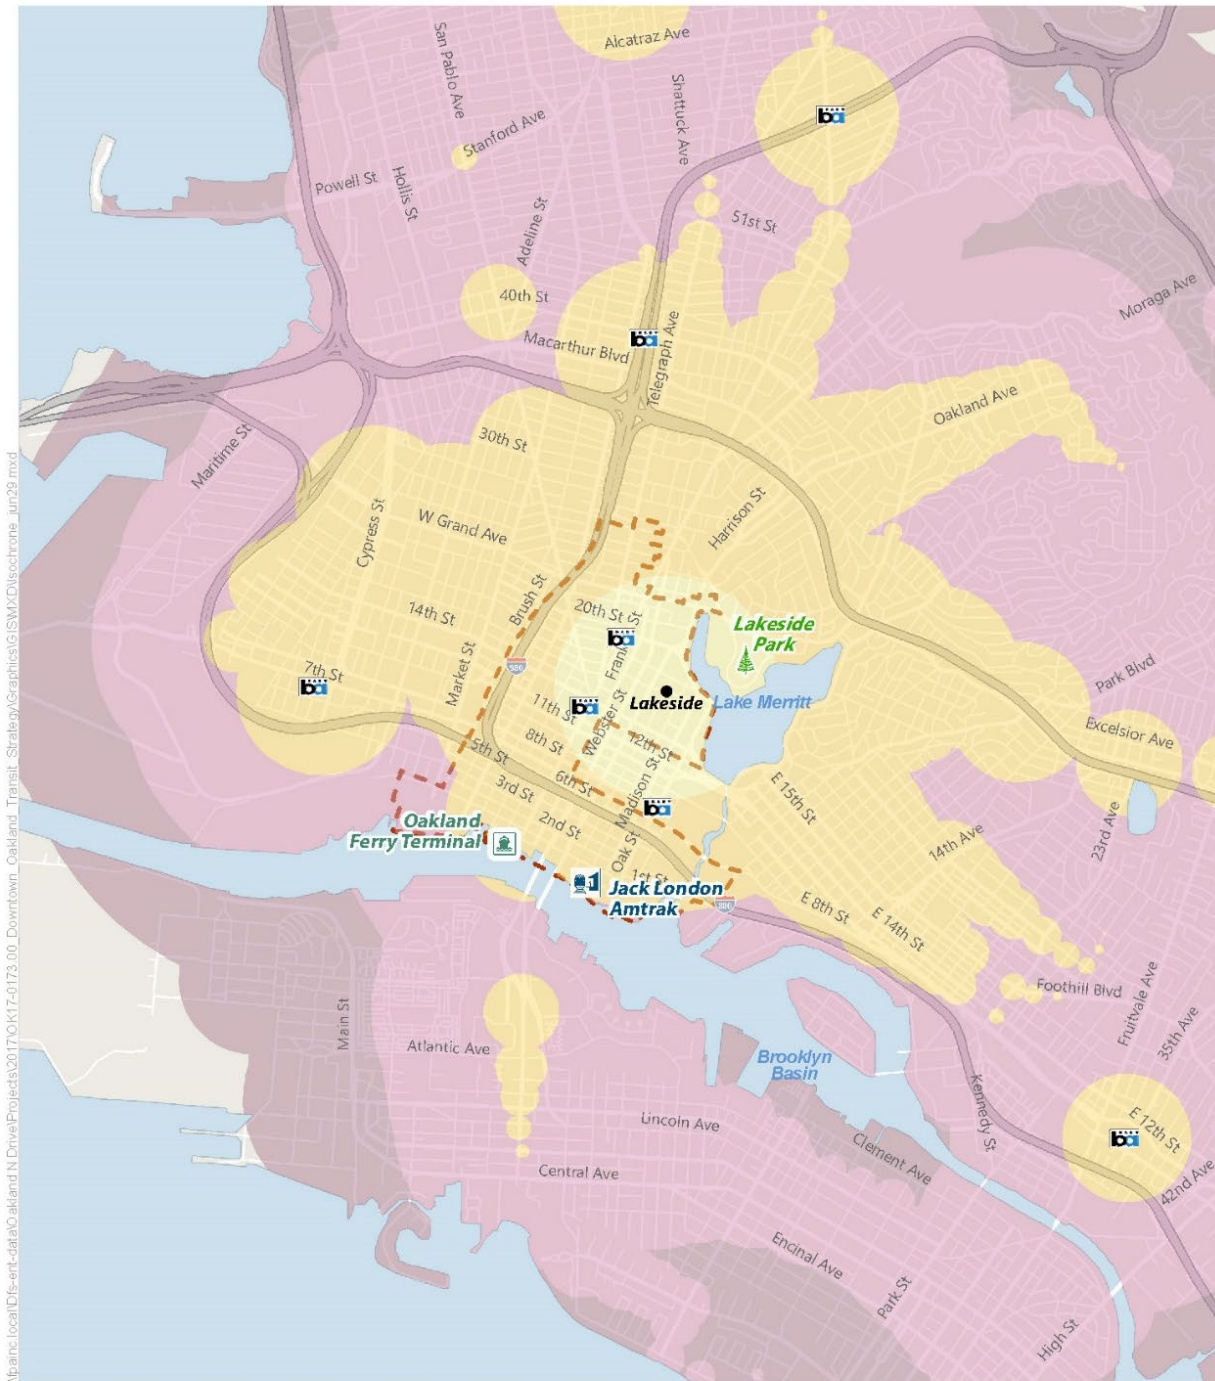 Alcatraz Ave
San Pablo Ave
Shattuck Ave
Stanford Ave
Powell St
Hollis St
Adeline St
51st St
40th St
Moraga Ave
Macarthur Blvd
Telegraph Ave
Oakland Ave
30th St
Maritime St
Harrison St
W Grand Ave
Cypress St
Brush St
20th St
14th St
Lakeside
Park
Market St
580
7th St
Park Blvd
Lakeside
Lake Merritt
11th St
Webster St
12th St
Excelsior Ave
8th St
5th St
6th St
Madison St
3rd St
E 15th St
2nd St
Oakland
Ferry Terminal
Oak St
14th Ave
23rd Ave
1st St
Jack London
Amtrak
880
E 8th St
E 14th St
Foothill Blvd
Fruitvale Ave
35th Ave
Main St
Atlantic Ave
Brooklyn
Basin
Kennedy St
Lincoln Ave
E 12th St
Clement Ave
Central Ave
42nd Ave
Encinal Ave
Park St
High St